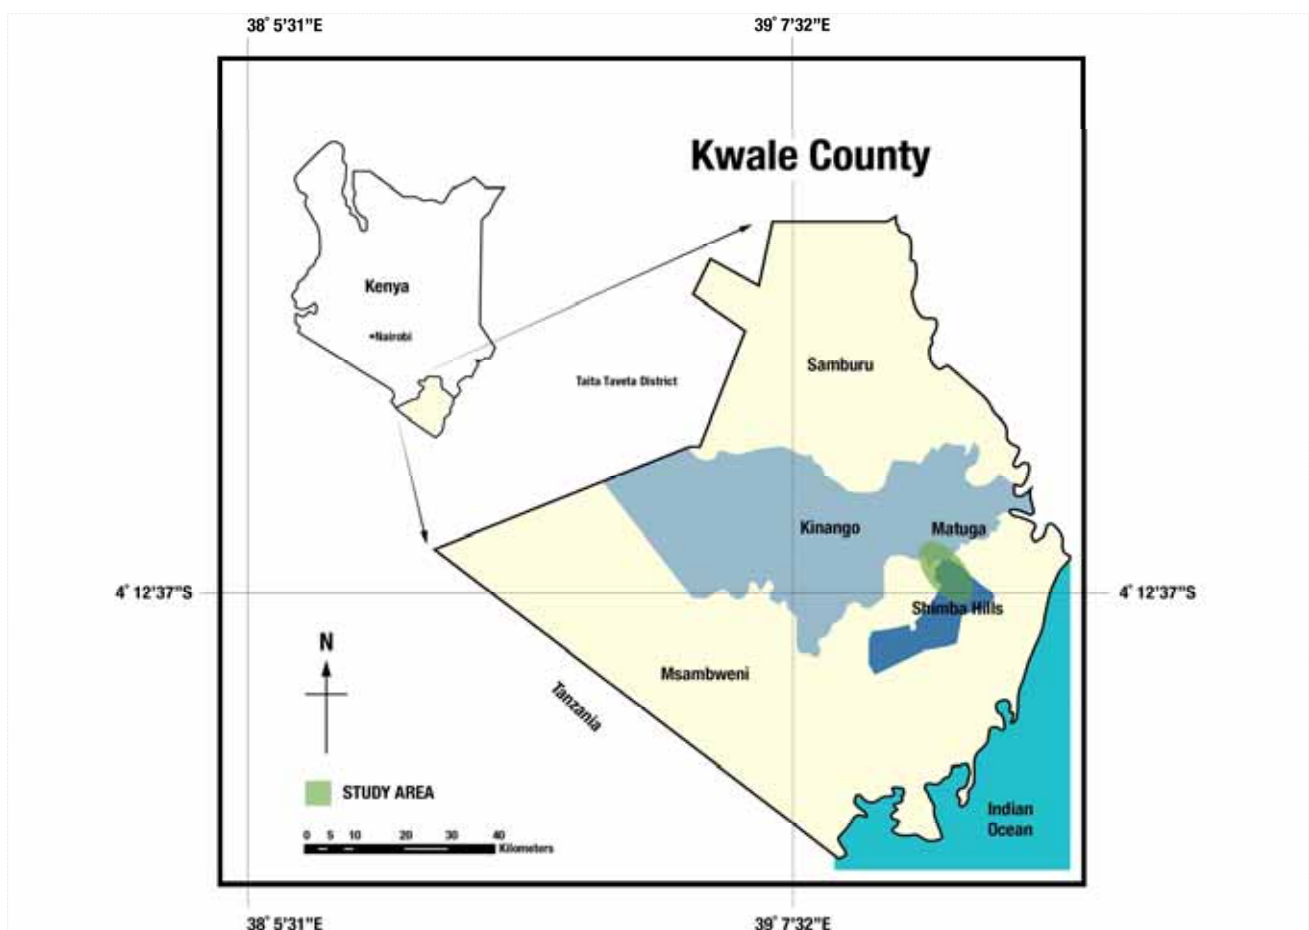 38° 5'31”E
39° 7'32”E
Kwale County
Kenya
•Nairobi
Taita Taveta District
Samburu
Kinango
Matuga
4° 12'37”S
4° 12'37”S
Shimba Hills
N
Msambweni
Tanzania
STUDY AREA
Indian
Ocean
0 5 10 20 30 40
Kilometers
38° 5'31”E
39° 7'32”E